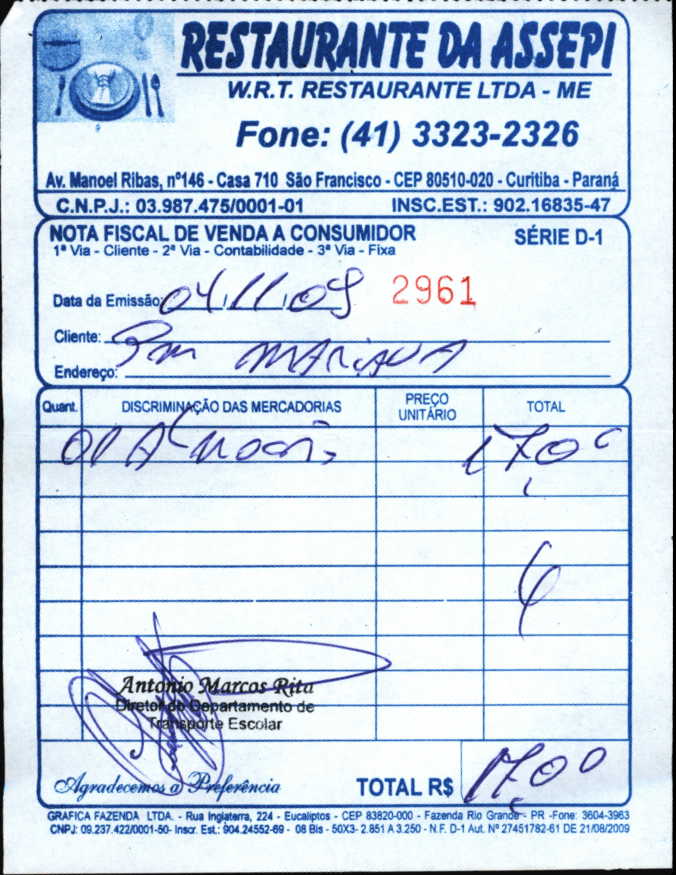 RESTAURANTE DA ASSEPI
W.R.T. RESTAURANTE LTDA - ME
Fone: (41) 3323-2326
Av. Manoel Ribas, nº146 - Casa 710 São Francisco - CEP 80510-020 - Curitiba - Paraná
C.N.P.J.: 03.987.475/0001-01 INSC.EST.: 902.16835-47
NOTA FISCAL DE VENDA A CONSUMIDOR SÉRIE D-1
1ª Via - Cliente - 2ª Via - Contabilidade - 3ª Via - Fixa
Data da Emissão: 04/11/09 2961
Cliente:
Endereço:
Quant. DISCRIMINAÇÃO DAS MERCADORIAS PREÇO UNITÁRIO TOTAL
01 17,00
Antonio Marcos Rita
Diretor do Departamento de
Transporte Escolar
Agradecemos a Preferência TOTAL R$ 17,00
GRAFICA FAZENDA LTDA. - Rua Inglaterra, 224 - Eucaliptos - CEP 83820-000 - Fazenda Rio Grande - PR -Fone: 3604-3963
CNPJ: 09.237.422/0001-50- Inscr. Est.: 904.24552-69 - 08 Bis - 50X3- 2.851 A 3.250 - N.F. D-1 Aut. Nº 27451782-61 DE 21/08/2009